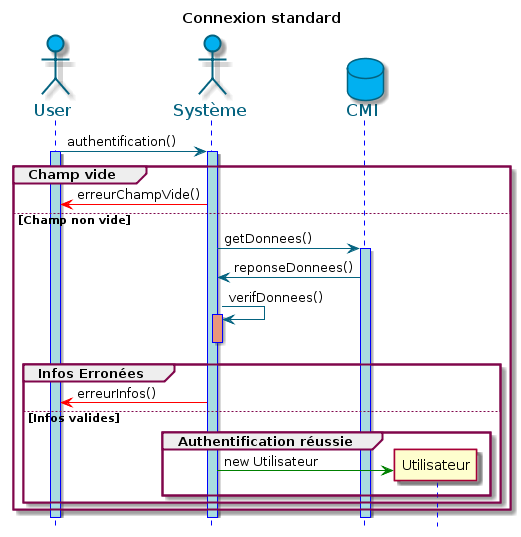 Connexion standard
User Système CMI
authentification()
Champ vide
erreurChampVide()
[Champ non vide]
getDonnees()
reponseDonnees()
verifDonnees()
Infos Erronées
erreurInfos()
[Infos valides]
Authentification réussie
new Utilisateur
Utilisateur